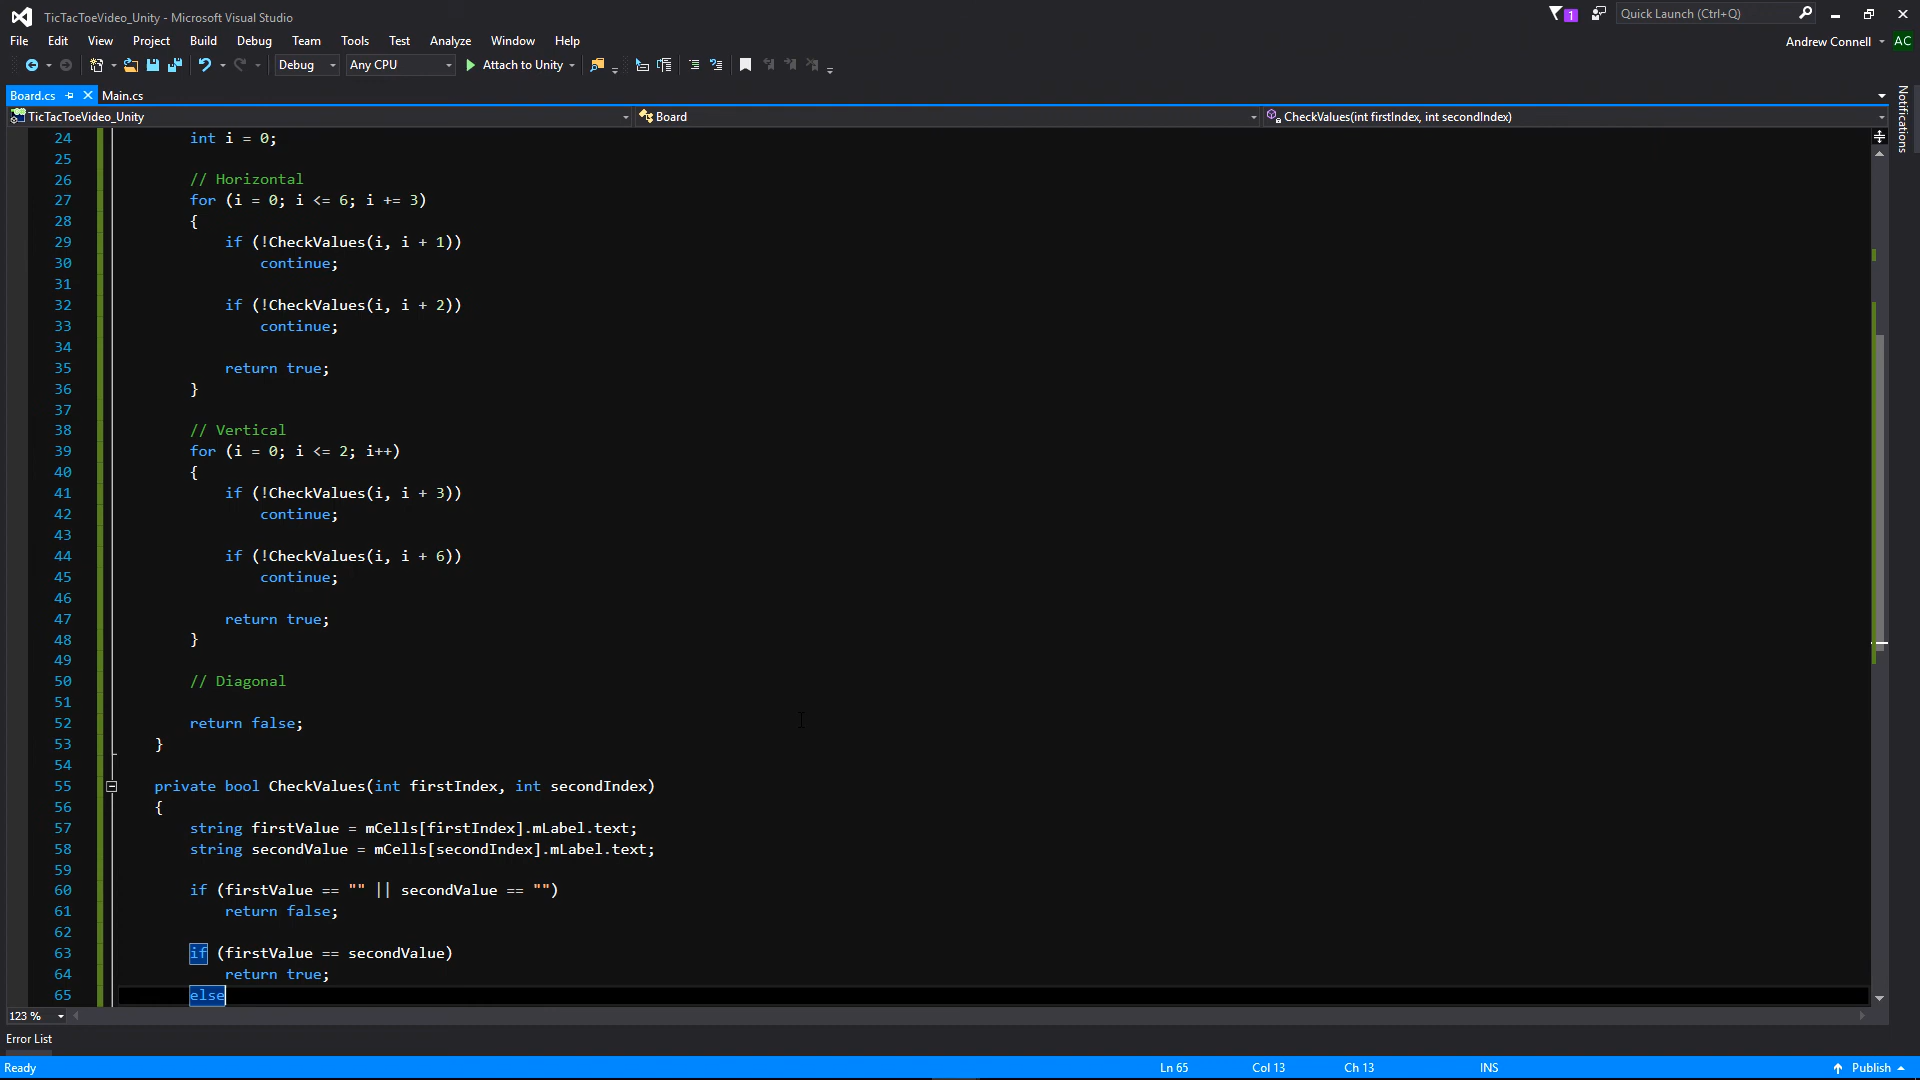 TicTacToeVideo_Unity - Microsoft Visual Studio
1
Quick Launch (Ctrl+Q)
File Edit View Project Build Debug Team Tools Test Analyze Window Help
Andrew Connell AC
Debug Any CPU Attach to Unity
Board.cs Main.cs
Notifications
TicTacToeVideo_Unity Board CheckValues(int firstIndex, int secondIndex)
24 int i = 0;
25
26 // Horizontal
27 for (i = 0; i <= 6; i += 3)
28 {
29 if (!CheckValues(i, i + 1))
30 continue;
31
32 if (!CheckValues(i, i + 2))
33 continue;
34
35 return true;
36 }
37
38 // Vertical
39 for (i = 0; i <= 2; i++)
40 {
41 if (!CheckValues(i, i + 3))
42 continue;
43
44 if (!CheckValues(i, i + 6))
45 continue;
46
47 return true;
48 }
49
50 // Diagonal
51
52 return false;
53 }
54
55 private bool CheckValues(int firstIndex, int secondIndex)
56 {
57 string firstValue = mCells[firstIndex].mLabel.text;
58 string secondValue = mCells[secondIndex].mLabel.text;
59
60 if (firstValue == "" || secondValue == "")
61 return false;
62
63 if (firstValue == secondValue)
64 return true;
65 else
123 %
Error List
Ready Ln 65 Col 13 Ch 13 INS Publish